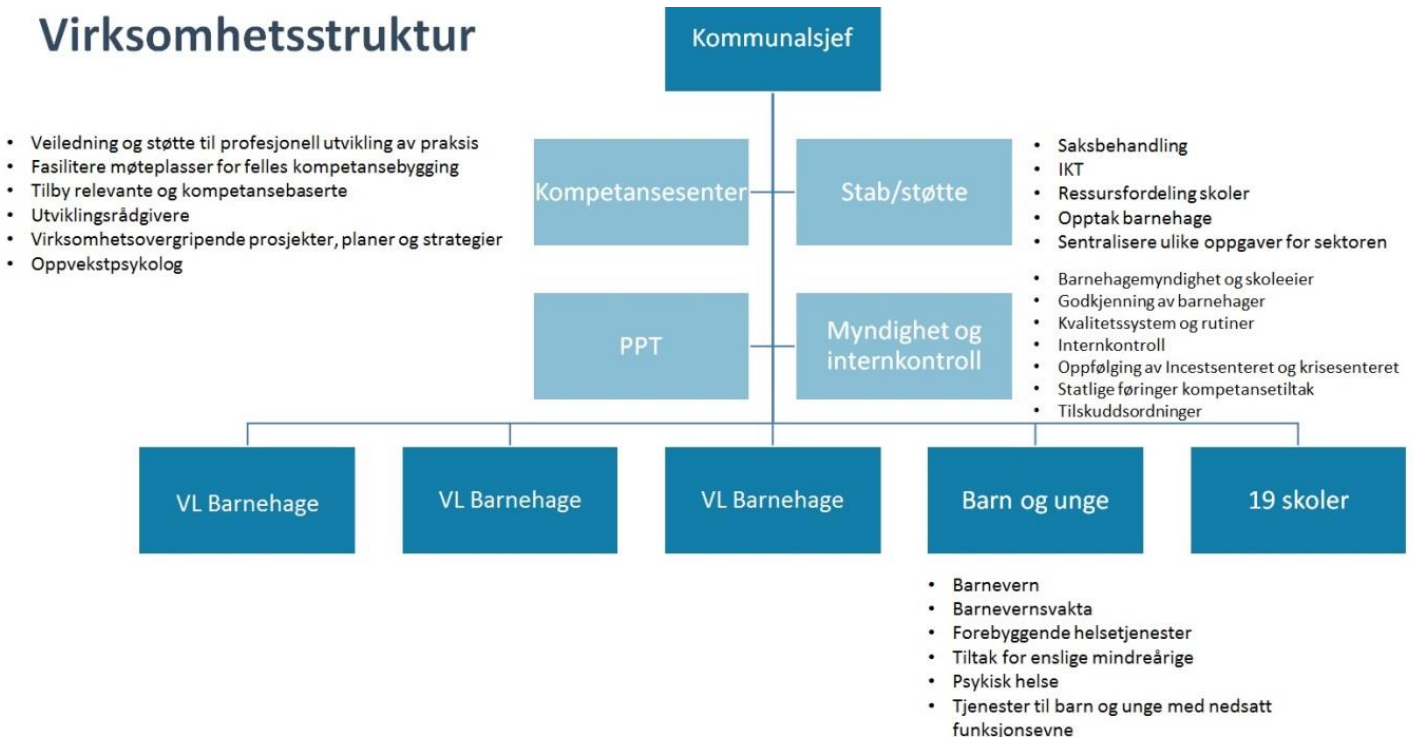 Virksomhetsstruktur
Kommunalsjef
• Veiledning og støtte til profesjonell utvikling av praksis
• Fasilitere møteplasser for felles kompetansebygging
• Tilby relevante og kompetansebaserte
• Utviklingsrådgivere
• Virksomhetsovergripende prosjekter, planer og strategier
• Oppvekstpsykolog
Kompetansesenter
Stab/støtte
• Saksbehandling
• IKT
• Ressursfordeling skoler
• Opptak barnehage
• Sentralisere ulike oppgaver for sektoren
PPT
Myndighet og
internkontroll
• Barnehagemyndighet og skoleeier
• Godkjenning av barnehager
• Kvalitetssystem og rutiner
• Internkontroll
• Oppfølging av Incestsenteret og krisesenteret
• Statlige føringer kompetansetiltak
• Tilskuddsordninger
VL Barnehage
VL Barnehage
VL Barnehage
Barn og unge
19 skoler
• Barnevern
• Barnevernsvakta
• Forebyggende helsetjenester
• Tiltak for enslige mindreårige
• Psykisk helse
• Tjenester til barn og unge med nedsatt
funksjonsevne